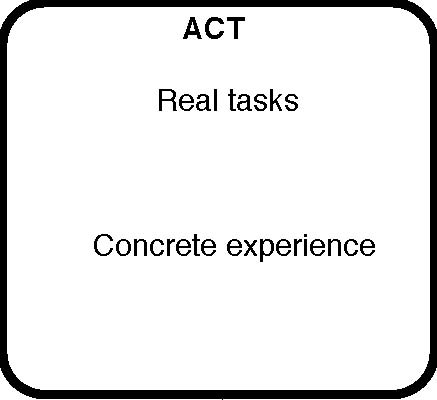 ACT
Real tasks
Concrete experience